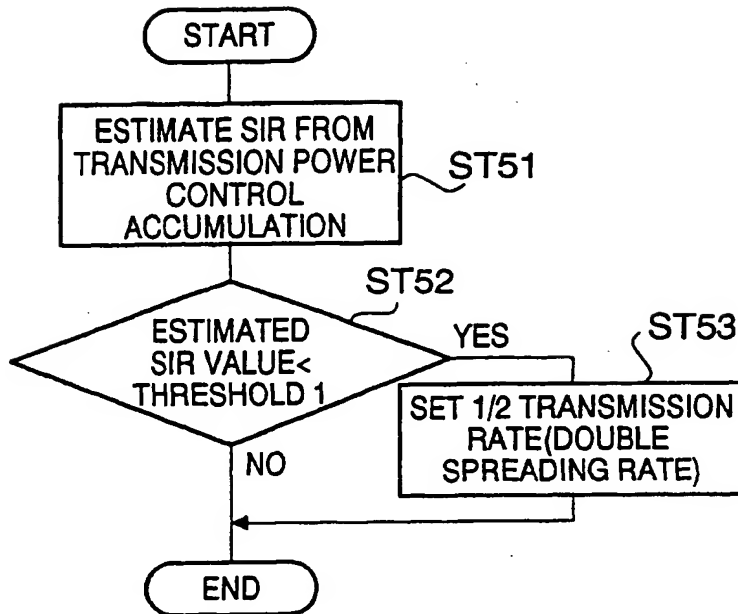 START
ESTIMATE SIR FROM
TRANSMISSION POWER
CONTROL
ACCUMULATION
ST51
ST52
ESTIMATED
SIR VALUE<
THRESHOLD 1
YES
ST53
SET 1/2 TRANSMISSION
RATE(DOUBLE
SPREADING RATE)
NO
END